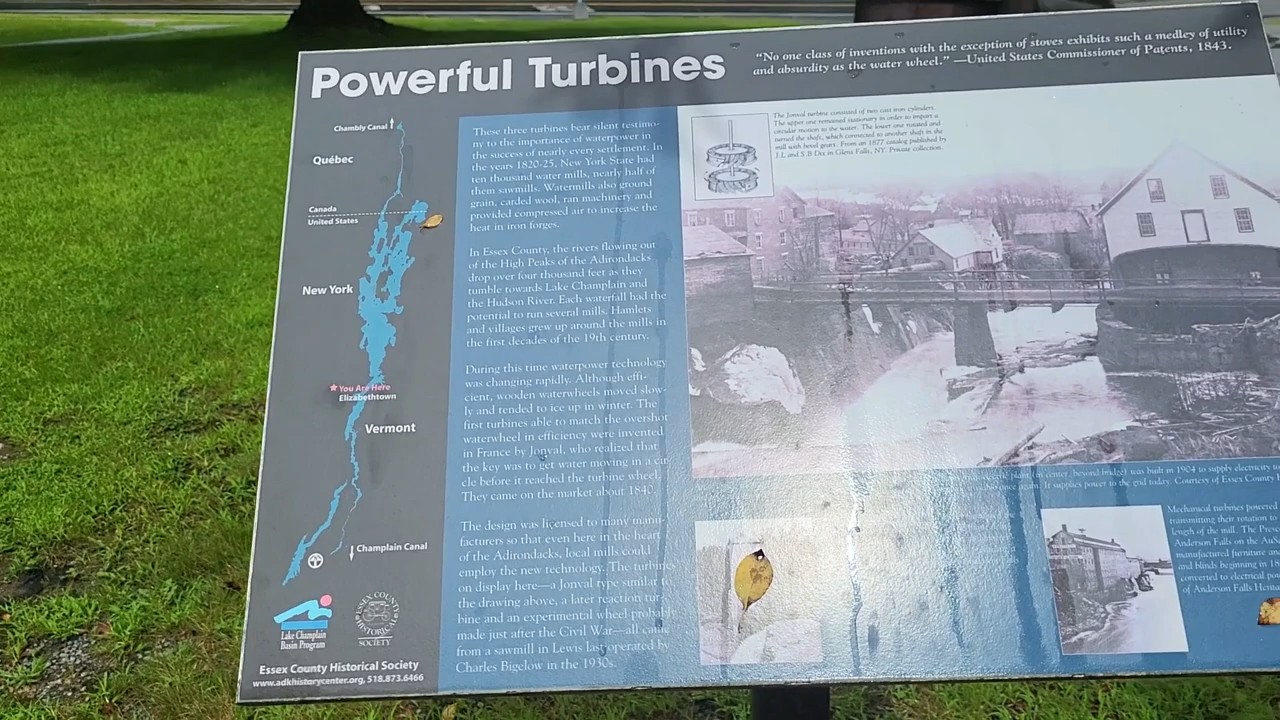 Powerful Turbines
"No one class of inventions with the exception of stoves exhibits such a medley of utility
and absurdity as the water wheel." —United States Commissioner of Patents, 1843.
Chambly Canal
Québec
Canada
United States
New York
You Are Here
Elizabethtown
Vermont
Champlain Canal
Lake Champlain
Basin Program
ESSEX COUNTY
HISTORICAL
SOCIETY
Essex County Historical Society
www.adkhistorycenter.org, 518.873.6466
These three turbines bear silent testimo-
ny to the importance of waterpower in
the success of nearly every settlement. In
the years 1820-25, New York State had
ten thousand water mills, nearly half of
them sawmills. Watermills also ground
grain, carded wool, ran machinery and
provided compressed air to increase the
heat in iron forges.
In Essex County, the rivers flowing out
of the High Peaks of the Adirondacks
drop over four thousand feet as they
tumble towards Lake Champlain and
the Hudson River. Each waterfall had the
potential to run several mills. Hamlets
and villages grew up around the mills in
the first decades of the 19th century.
During this time waterpower technology
was changing rapidly. Although effi-
cient, wooden waterwheels moved slow-
ly and tended to ice up in winter. The
first turbines able to match the overshot
waterwheel in efficiency were invented
in France by Jonval, who realized that
the key was to get water moving in a cir-
cle before it reached the turbine wheel.
They came on the market about 1840.
The design was licensed to many manu-
facturers so that even here in the heart
of the Adirondacks, local mills could
employ the new technology. The turbines
on display here—a Jonval type similar to
the drawing above, a later reaction tur-
bine and an experimental wheel probably
made just after the Civil War—all came
from a sawmill in Lewis last operated by
Charles Bigelow in the 1930s.
The Jonval turbine consisted of two cast iron cylinders.
The upper one remained stationary in order to impart a
circular motion to the water. The lower one rotated and
turned the shaft, which connected to another shaft in the
mill with bevel gears. From an 1877 catalog published by
J.L and S.B Dix in Glens Falls, NY. Private collection.
plant (in center, beyond bridge) was built in 1904 to supply electricity to
once again. It supplies power to the grid today. Courtesy of Essex County
Mechanical turbines powered
transmitting their rotation to
length of the mill. The
Anderson Falls on the
manufactured furniture and
and blinds beginning in
converted to electrical
of Anderson Falls